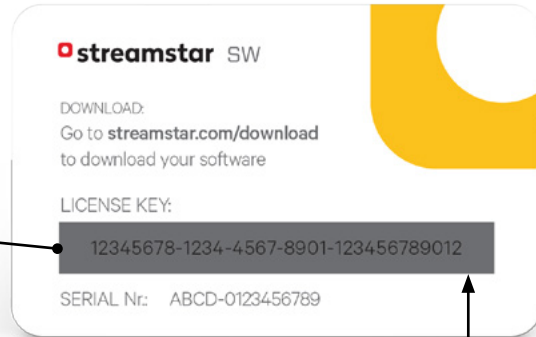 streamstar SW
DOWNLOAD:
Go to streamstar.com/download
to download your software
LICENSE KEY:
12345678-1234-4567-8901-123456789012
SERIAL Nr.: ABCD-0123456789